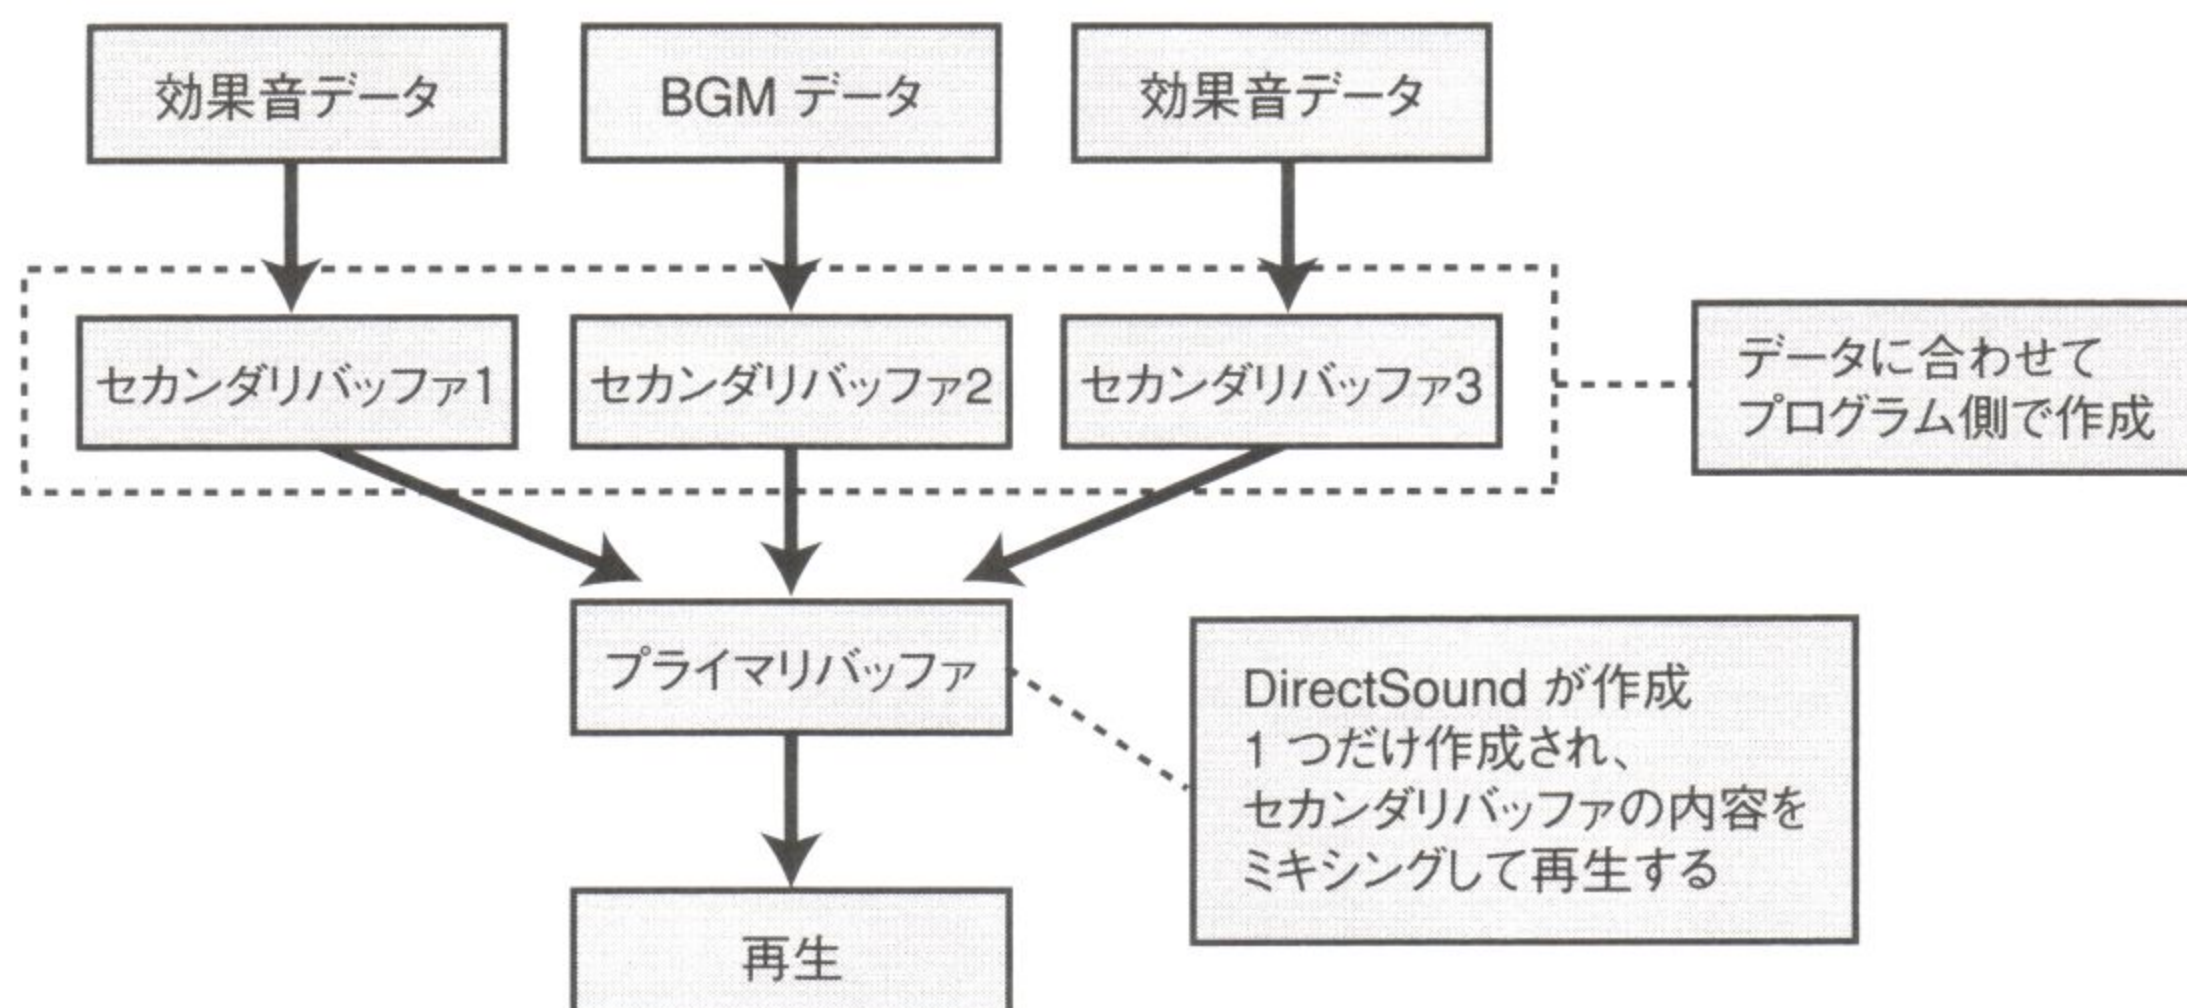 効果音データ
BGM データ
効果音データ
セカンダリバッファ1
セカンダリバッファ2
セカンダリバッファ3
データに合わせて
プログラム側で作成
プライマリバッファ
DirectSound が作成
1 つだけ作成され、
セカンダリバッファの内容を
ミキシングして再生する
再生